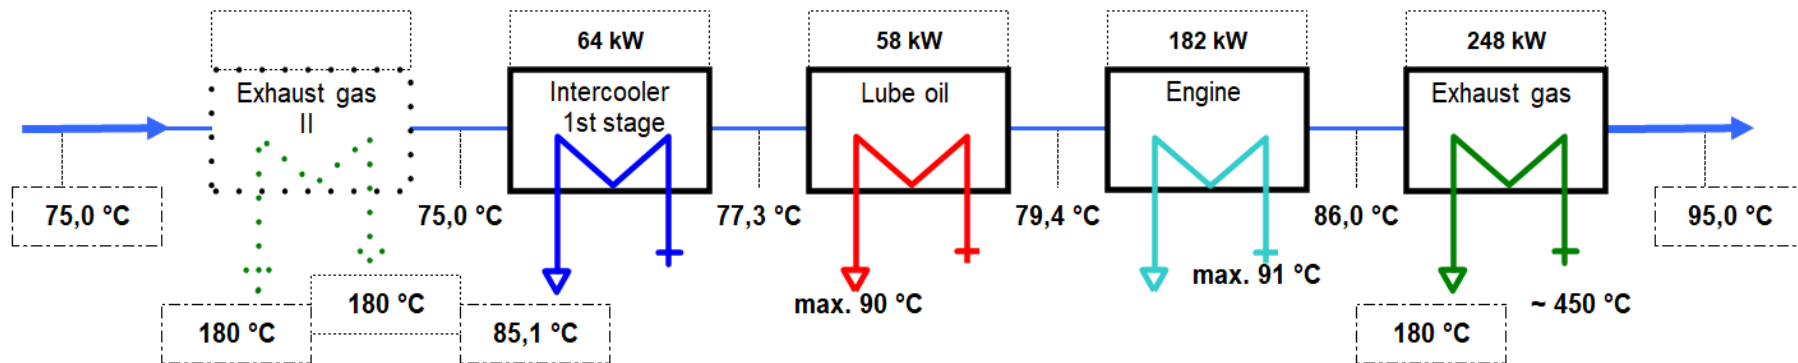 64 kW
58 kW
182 kW
248 kW
Exhaust gas
II
Intercooler
1st stage
Lube oil
Engine
Exhaust gas
75,0 °C
75,0 °C
77,3 °C
79,4 °C
86,0 °C
95,0 °C
max. 91 °C
180 °C
max. 90 °C
~ 450 °C
180 °C
85,1 °C
180 °C